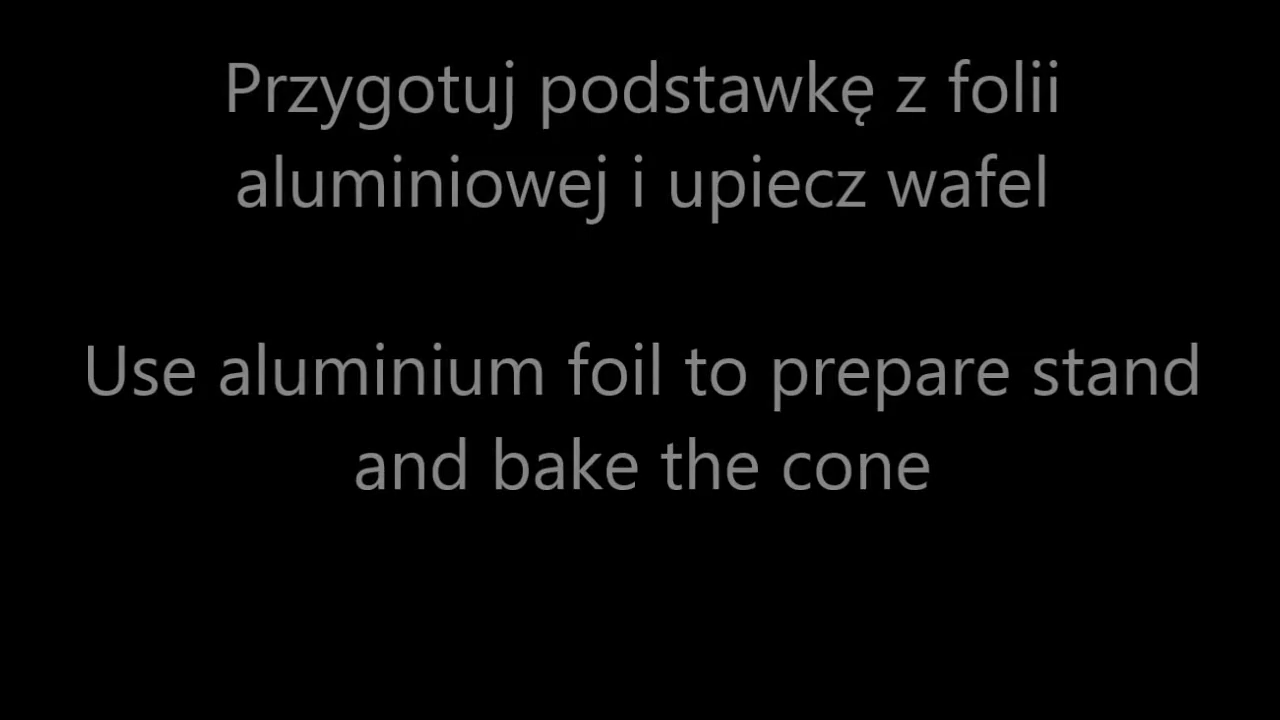 Przygotuj podstawkę z folii
aluminiowej i upiecz wafel
Use aluminium foil to prepare stand
and bake the cone